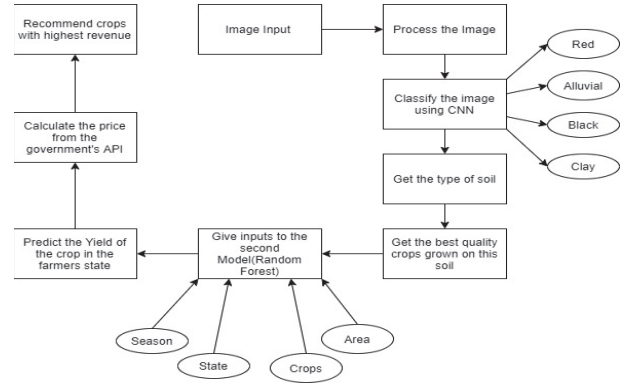 Recommend crops
with highest revenue
Image Input
Process the Image
Red
Alluvial
Black
Clay
Classify the image
using CNN
Calculate the price
from the
government's API
Get the type of soil
Predict the Yield of
the crop in the
farmers state
Give inputs to the
second
Model(Random
Forest)
Get the best quality
crops grown on this
soil
Season
State
Crops
Area